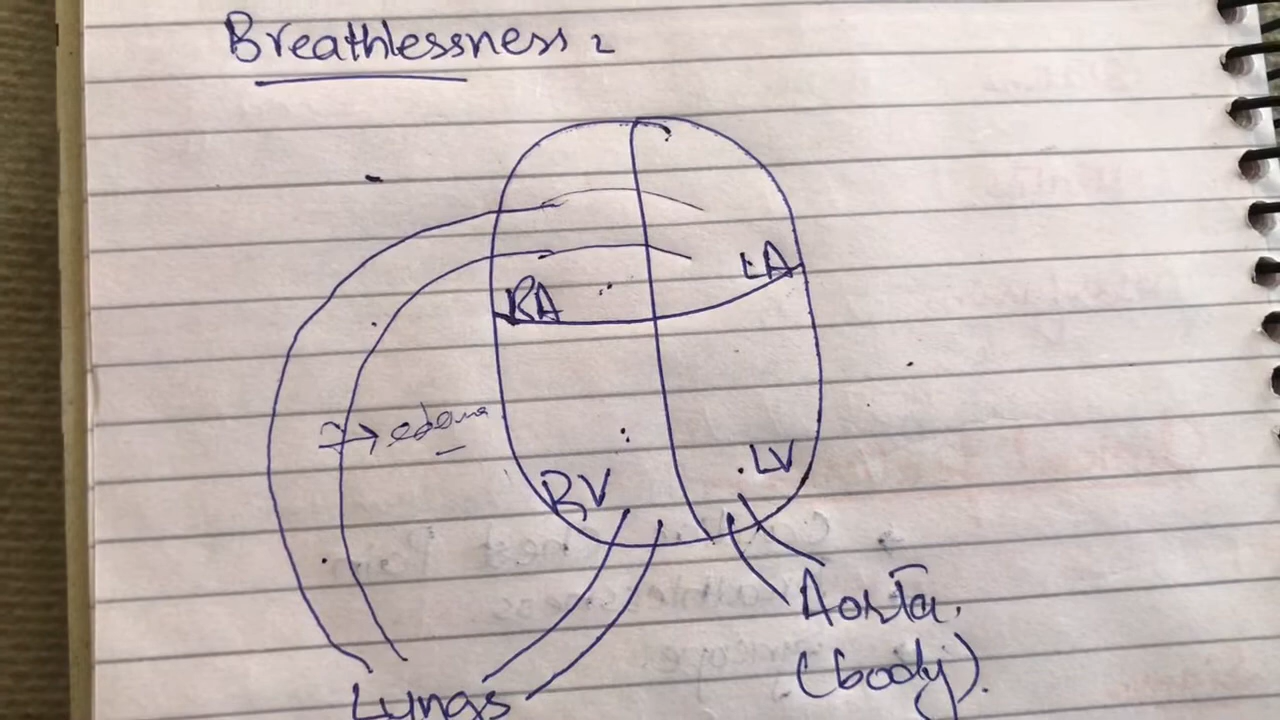 Breathlessness :
LA
RA
→ edema
LV
RV
Aorta.
(body).
Lungs